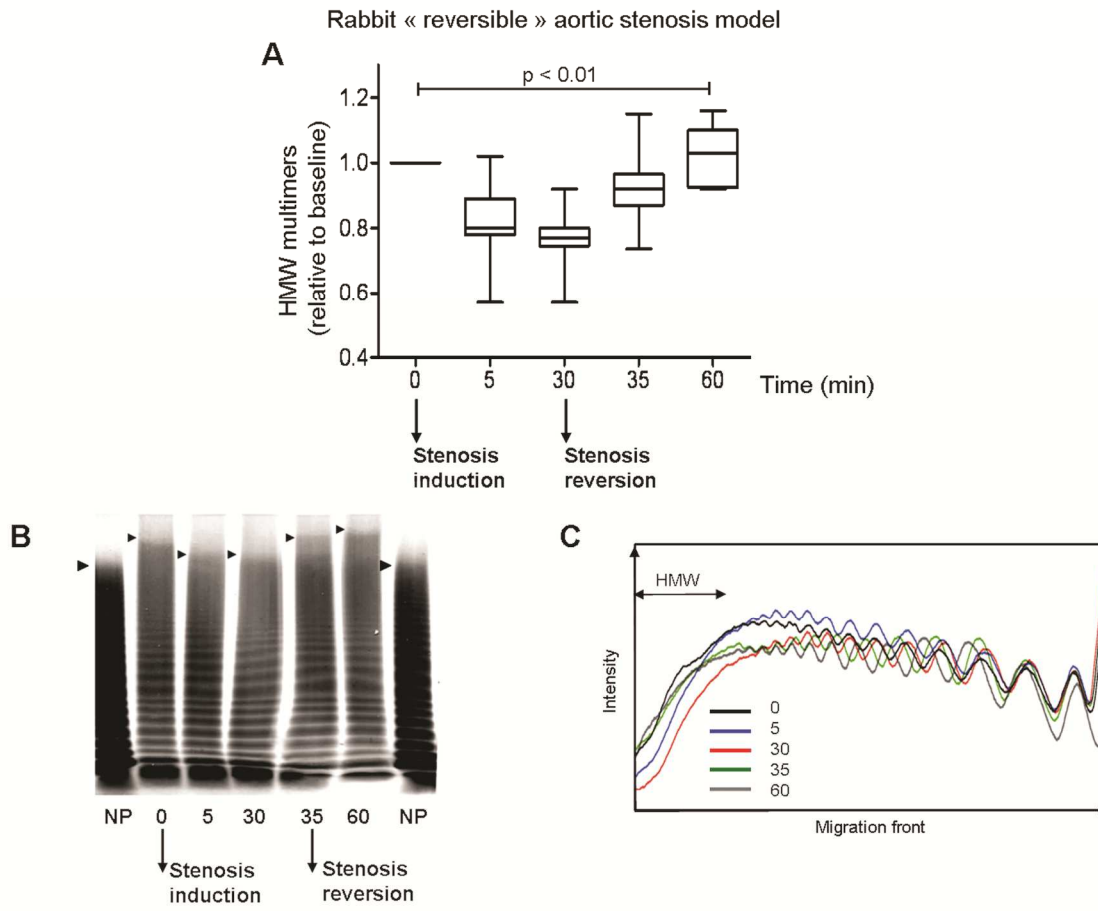 Rabbit « reversible » aortic stenosis model
A
p < 0.01
HMW multimers
(relative to baseline)
1.2
1.0
0.8
0.6
0.4
0 5 30 35 60 Time (min)
Stenosis
induction
Stenosis
reversion
B
NP 0 5 30 35 60 NP
Stenosis
induction
Stenosis
reversion
C
HMW
Intensity
0
5
30
35
60
Migration front